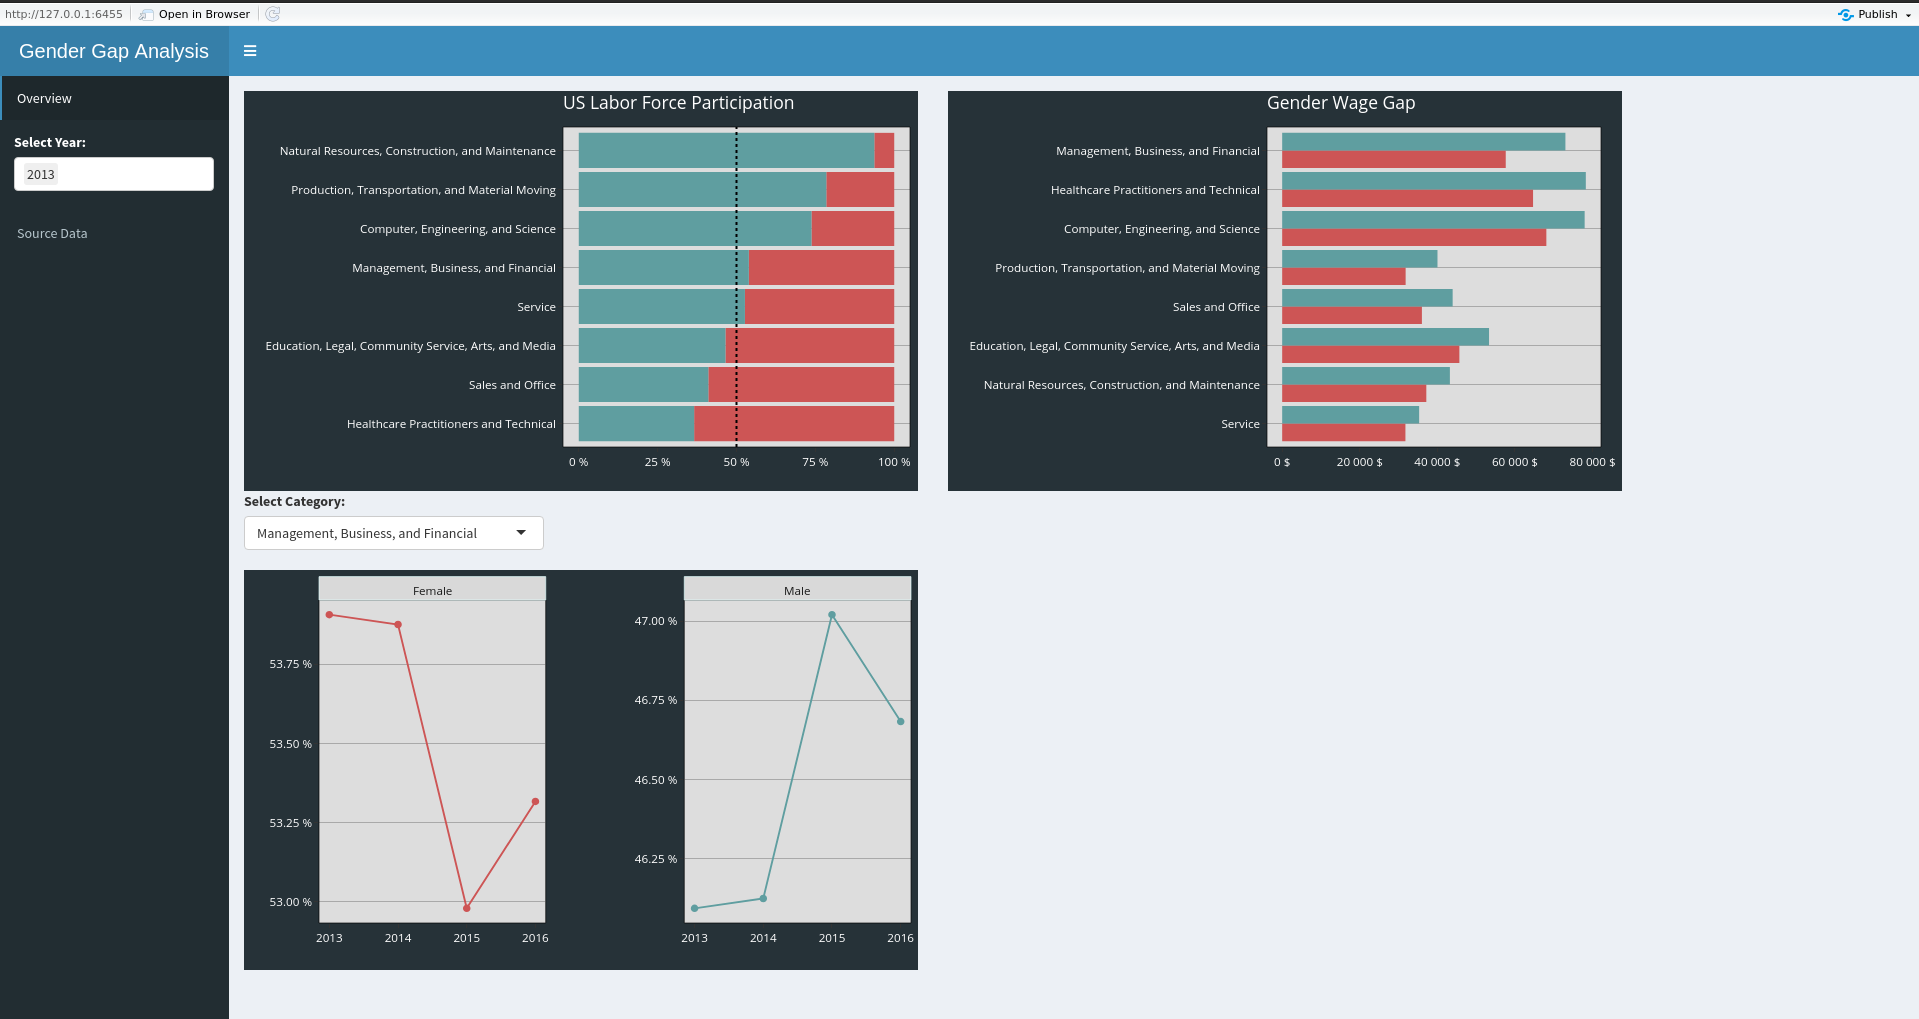 http://127.0.0.1:6455
Open in Browser
Publish
Gender Gap Analysis
Overview
Select Year:
2013
Source Data
US Labor Force Participation
Natural Resources, Construction, and Maintenance
Production, Transportation, and Material Moving
Computer, Engineering, and Science
Management, Business, and Financial
Service
Education, Legal, Community Service, Arts, and Media
Sales and Office
Healthcare Practitioners and Technical
0 % 25 % 50 % 75 % 100 %
Gender Wage Gap
Management, Business, and Financial
Healthcare Practitioners and Technical
Computer, Engineering, and Science
Production, Transportation, and Material Moving
Sales and Office
Education, Legal, Community Service, Arts, and Media
Natural Resources, Construction, and Maintenance
Service
0 $ 20 000 $ 40 000 $ 60 000 $ 80 000 $
Select Category:
Management, Business, and Financial
Female
53.75 %
53.50 %
53.25 %
53.00 %
2013 2014 2015 2016
Male
47.00 %
46.75 %
46.50 %
46.25 %
2013 2014 2015 2016